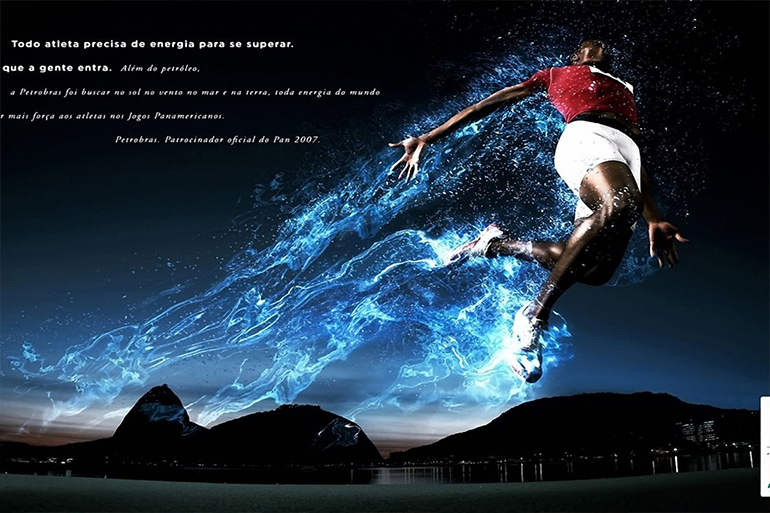 Todo atleta precisa de energia para se superar.
que a gente entra. Além do petróleo,
a Petrobras foi buscar no sol no vento no mar e na terra, toda energia do mundo
r mais força aos atletas nos Jogos Panamericanos.
Petrobras. Patrocinador oficial do Pan 2007.